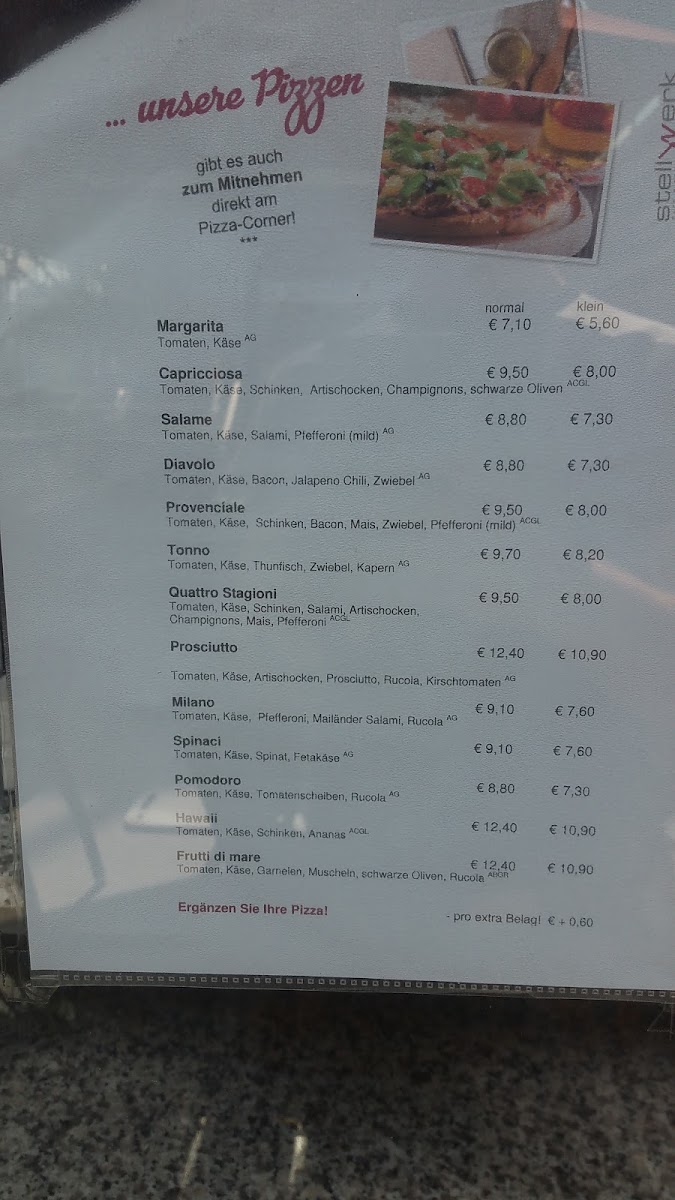 ... unsere Pizzen
gibt es auch
zum Mitnehmen
direkt am
Pizza-Corner!
***
stellwerk
normal klein
Margarita € 7,10 € 5,60
Tomaten, Käse AG
Capricciosa € 9,50 € 8,00
Tomaten, Käse, Schinken, Artischocken, Champignons, schwarze Oliven ACGL
Salame € 8,80 € 7,30
Tomaten, Käse, Salami, Pfefferoni (mild) AG
Diavolo € 8,80 € 7,30
Tomaten, Käse, Bacon, Jalapeno Chili, Zwiebel AG
Provenciale € 9,50 € 8,00
Tomaten, Käse, Schinken, Bacon, Mais, Zwiebel, Pfefferoni (mild) ACGL
Tonno € 9,70 € 8,20
Tomaten, Käse, Thunfisch, Zwiebel, Kapern AG
Quattro Stagioni € 9,50 € 8,00
Tomaten, Käse, Schinken, Salami, Artischocken,
Champignons, Mais, Pfefferoni ACGL
Prosciutto € 12,40 € 10,90
Tomaten, Käse, Artischocken, Prosciutto, Rucola, Kirschtomaten AG
Milano € 9,10 € 7,60
Tomaten, Käse, Pfefferoni, Mailänder Salami, Rucola AG
Spinaci € 9,10 € 7,60
Tomaten, Käse, Spinat, Fetakäse AG
Pomodoro € 8,80 € 7,30
Tomaten, Käse, Tomatenscheiben, Rucola AG
Hawaii € 12,40 € 10,90
Tomaten, Käse, Schinken, Ananas ACGL
Frutti di mare € 12,40 € 10,90
Tomaten, Käse, Garnelen, Muscheln, schwarze Oliven, Rucola ABGR
Ergänzen Sie Ihre Pizza! - pro extra Belag! € + 0,60